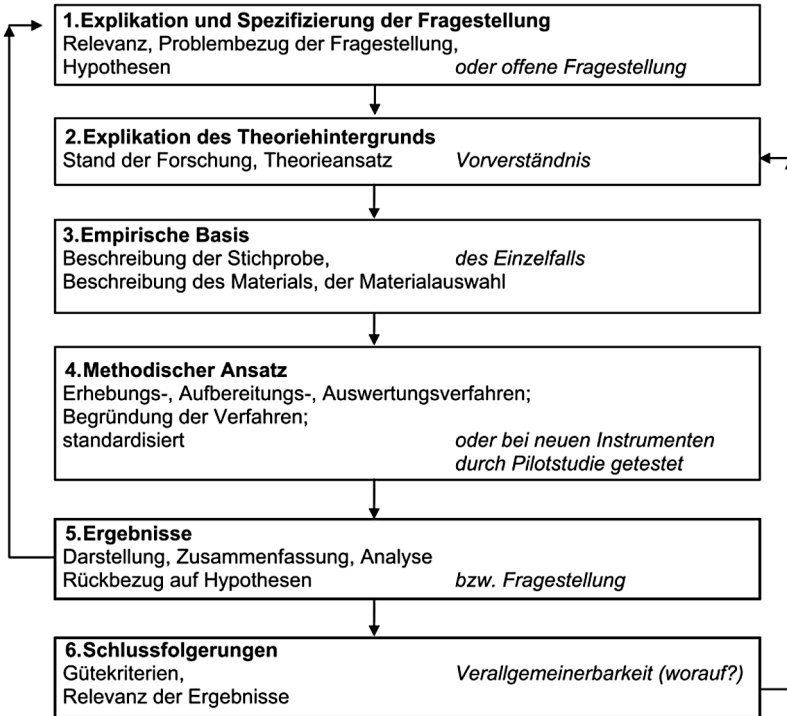 1.Explikation und Spezifizierung der Fragestellung
Relevanz, Problembezug der Fragestellung,
Hypothesen oder offene Fragestellung
2.Explikation des Theoriehintergrunds
Stand der Forschung, Theorieansatz Vorverständnis
3.Empirische Basis
Beschreibung der Stichprobe, des Einzelfalls
Beschreibung des Materials, der Materialauswahl
4.Methodischer Ansatz
Erhebungs-, Aufbereitungs-, Auswertungsverfahren;
Begründung der Verfahren;
standardisiert oder bei neuen Instrumenten
durch Pilotstudie getestet
5.Ergebnisse
Darstellung, Zusammenfassung, Analyse
Rückbezug auf Hypothesen bzw. Fragestellung
6.Schlussfolgerungen
Gütekriterien, Verallgemeinerbarkeit (worauf?)
Relevanz der Ergebnisse